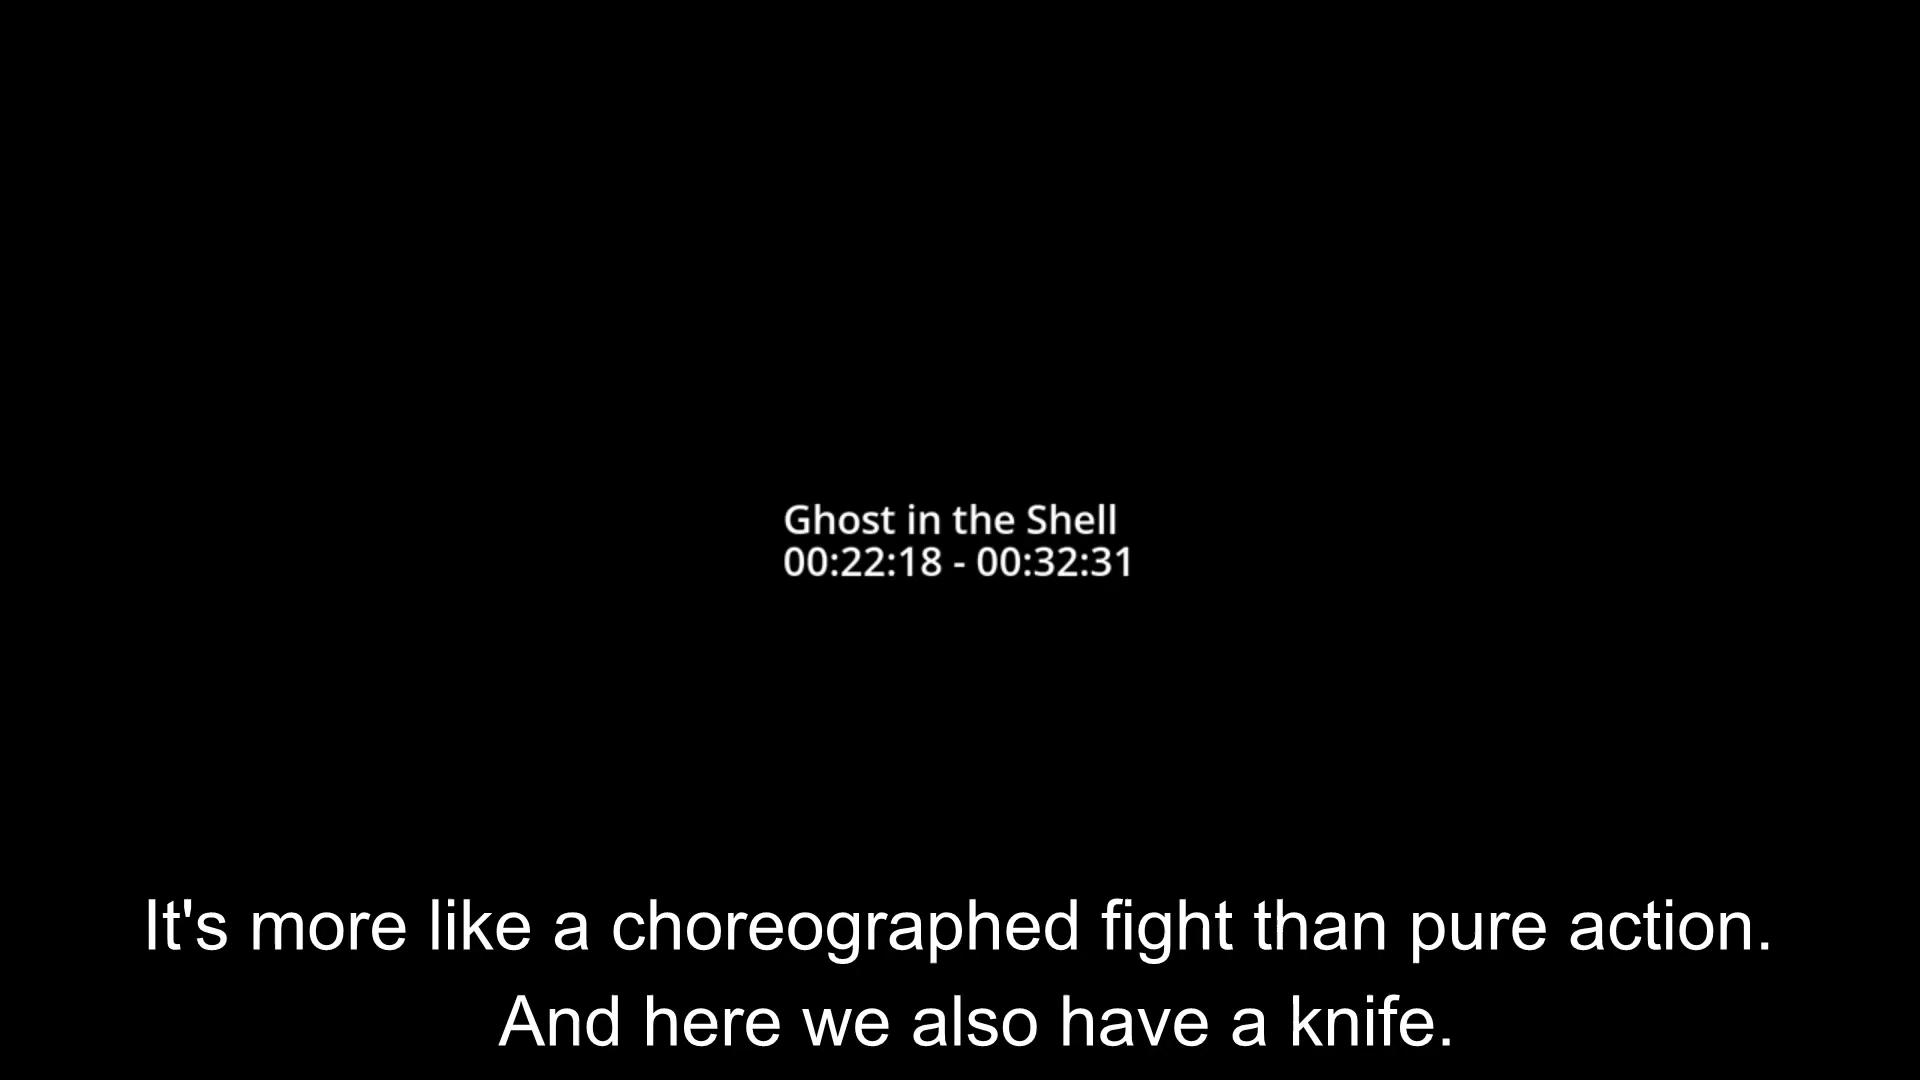 Ghost in the Shell
00:22:18 - 00:32:31
It's more like a choreographed fight than pure action.
And here we also have a knife.